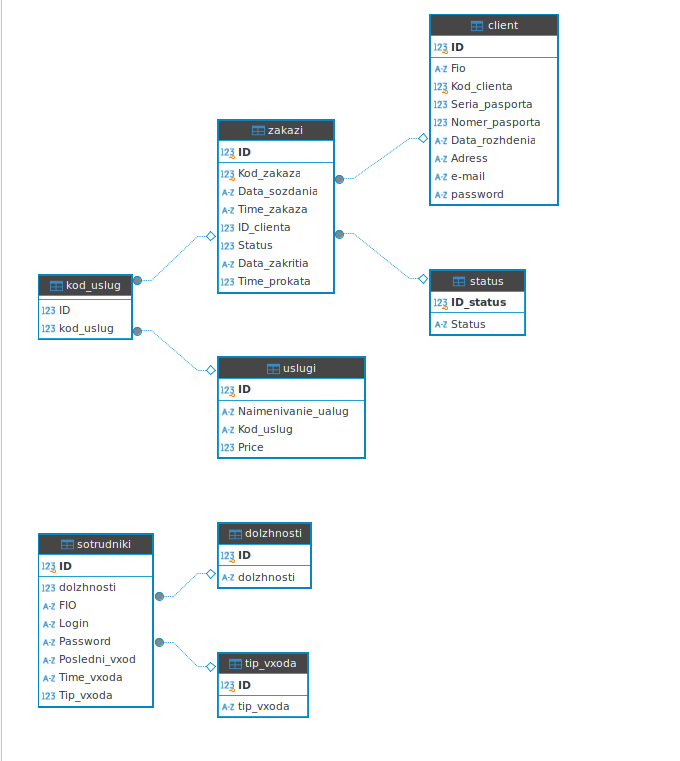 client
123 ID
A-Z Fio
123 Kod_clienta
123 Seria_pasporta
123 Nomer_pasporta
A-Z Data_rozhdenia
A-Z Adress
A-Z e-mail
A-Z password
zakazi
123 ID
123 Kod_zakaza
A-Z Data_sozdania
A-Z Time_zakaza
123 ID_clienta
123 Status
A-Z Data_zakritia
123 Time_prokata
kod_uslug
123 ID
123 kod_uslug
status
123 ID_status
A-Z Status
uslugi
123 ID
A-Z Naimenivanie_ualug
A-Z Kod_uslug
123 Price
sotrudniki
123 ID
123 dolzhnosti
A-Z FIO
A-Z Login
A-Z Password
A-Z Posledni_vxod
A-Z Time_vxoda
123 Tip_vxoda
dolzhnosti
123 ID
A-Z dolzhnosti
tip_vxoda
123 ID
A-Z tip_vxoda